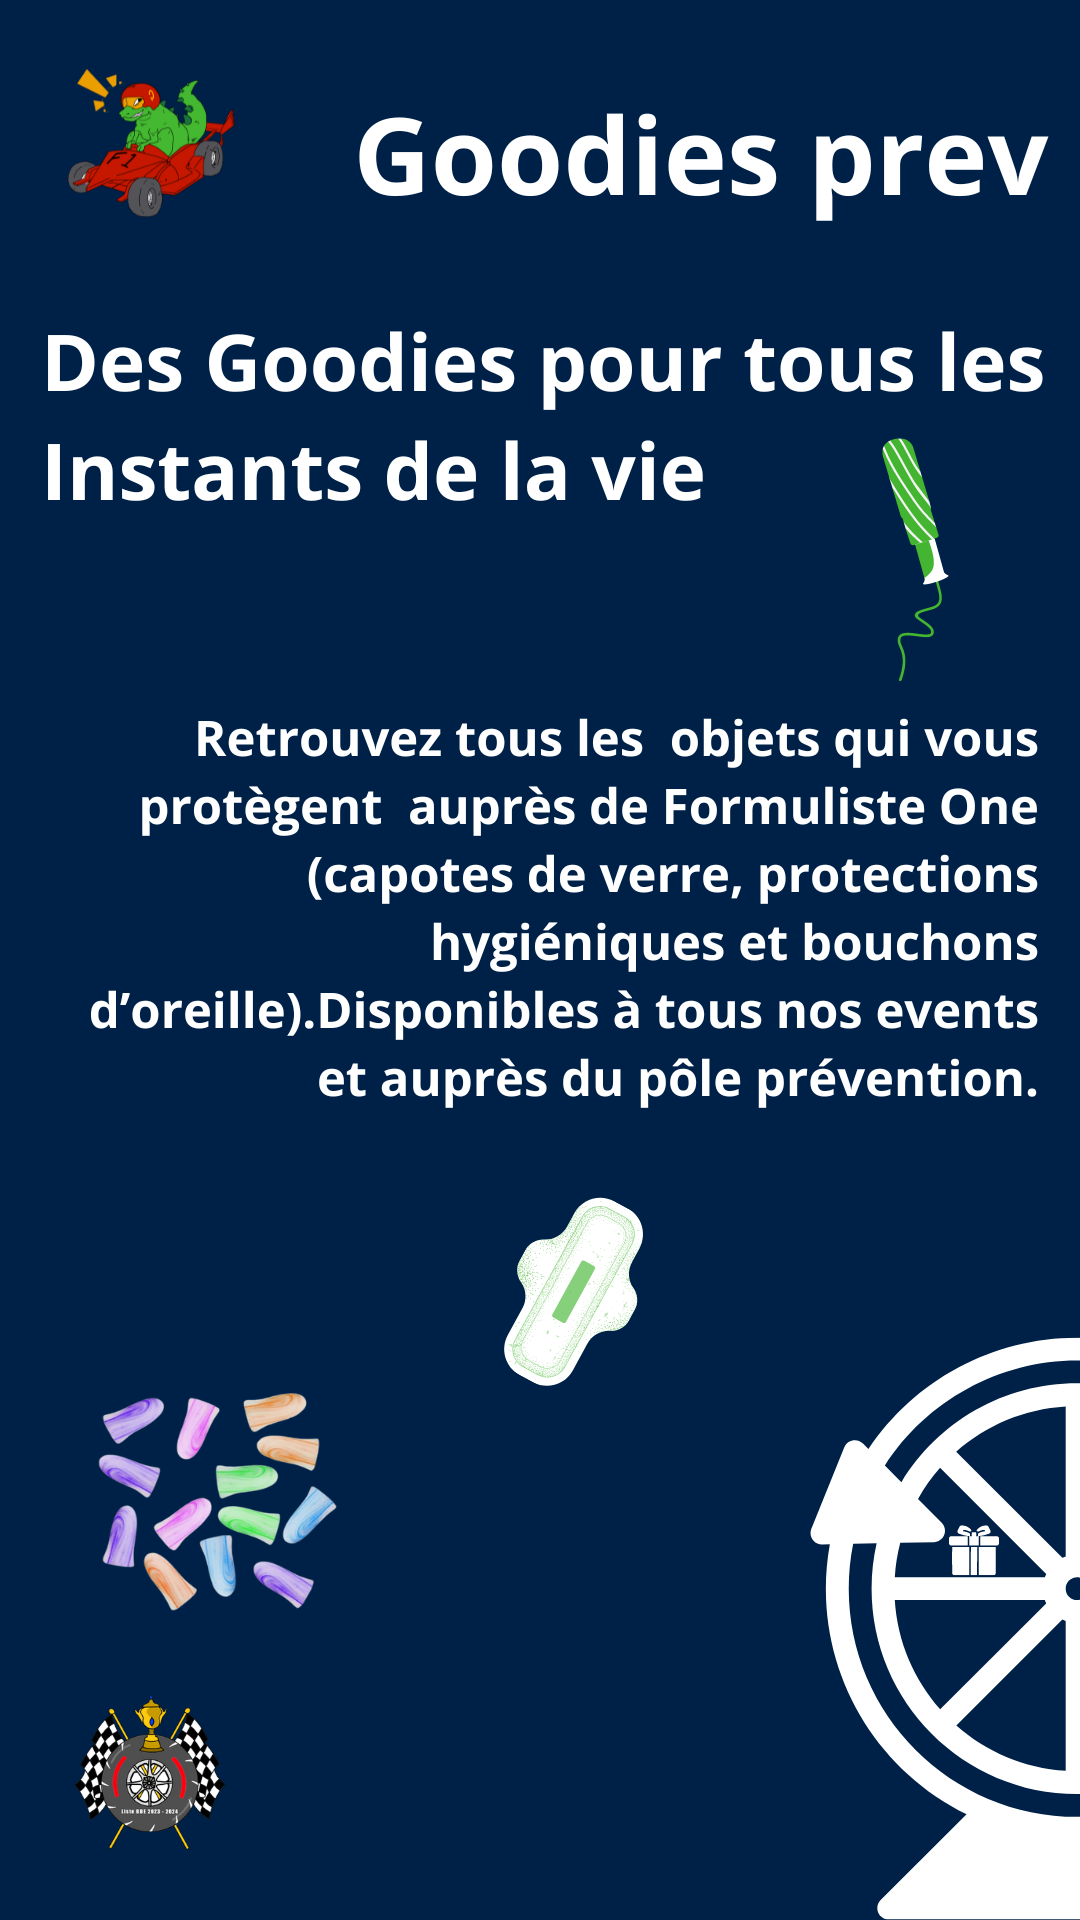 F1
Goodies prev
Des Goodies pour tous les
Instants de la vie
Retrouvez tous les  objets qui vous
protègent  auprès de Formuliste One
(capotes de verre, protections
hygiéniques et bouchons
d’oreille).Disponibles à tous nos events
et auprès du pôle prévention.
Liste BDE 2023 - 2024